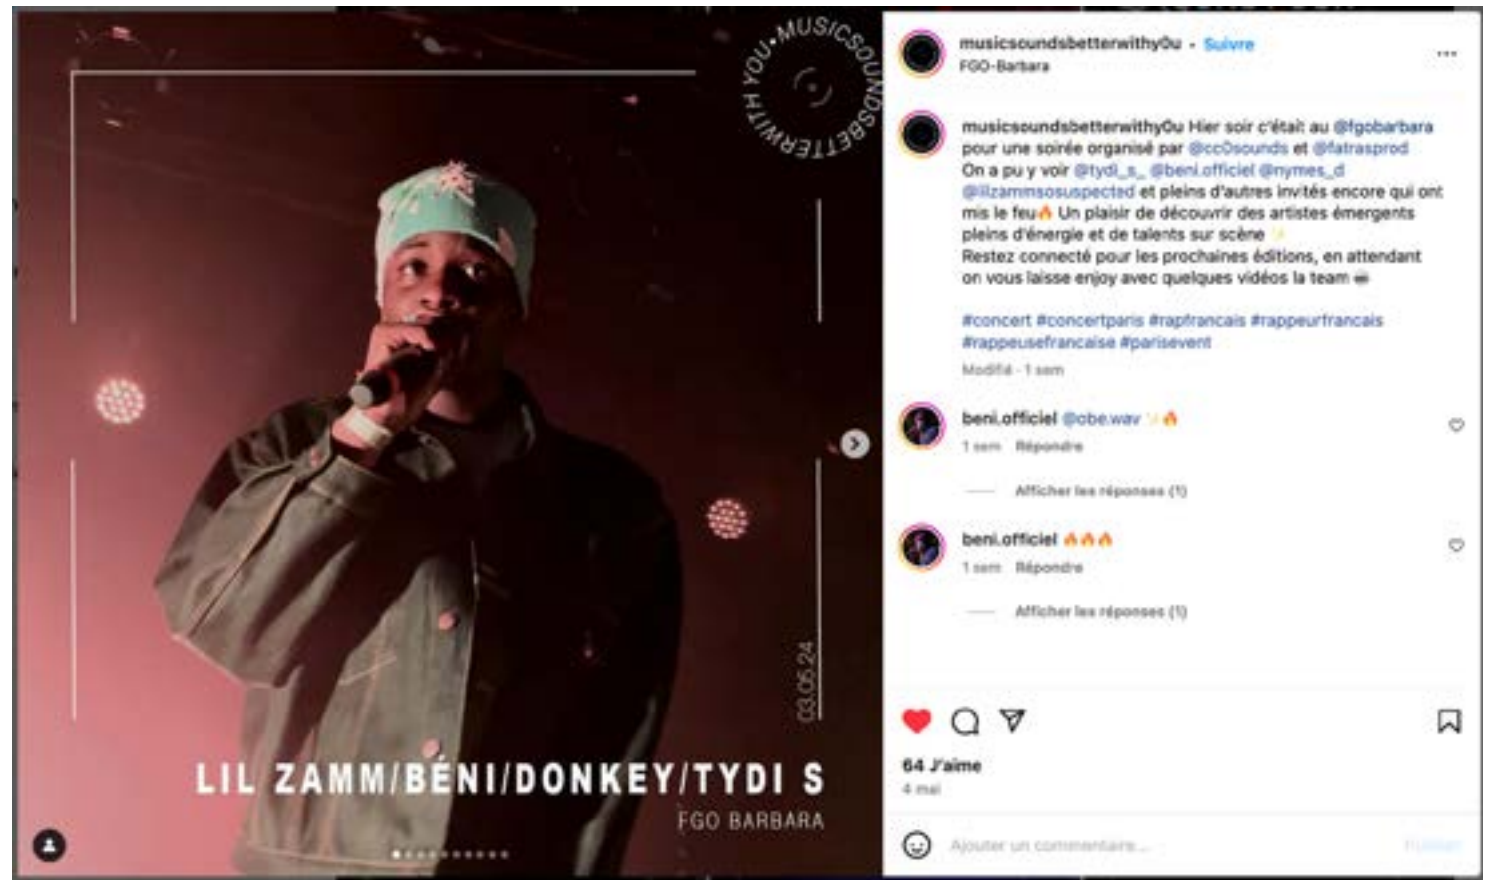 MUSICSOUNDSBETTERWITH YOU•
03.05.24
LIL ZAMM/BÉNI/DONKEY/TYDI S
FGO BARBARA
musicsoundsbetterwithy0u • Suivre
FGO-Barbara
musicsoundsbetterwithy0u Hier soir c'était au @fgobarbara
pour une soirée organisé par @cc0sounds et @fatrasprod
On a pu y voir @tydi_s_ @beni.officiel @nymes_d
@lilzammsosuspected et pleins d'autres invités encore qui ont
mis le feu🔥 Un plaisir de découvrir des artistes émergents
pleins d'énergie et de talents sur scène ✨
Restez connecté pour les prochaines éditions, en attendant
on vous laisse enjoy avec quelques vidéos la team
#concert #concertparis #rapfrancais #rappeurfrancais
#rappeusefrancaise #parisevent
Modifié · 1 sem
beni.officiel @obe.wav ✨🔥
1 sem Répondre
Afficher les réponses (1)
beni.officiel 🔥🔥🔥
1 sem Répondre
Afficher les réponses (1)
64 J'aime
4 mai
Ajouter un commentaire...
Publier